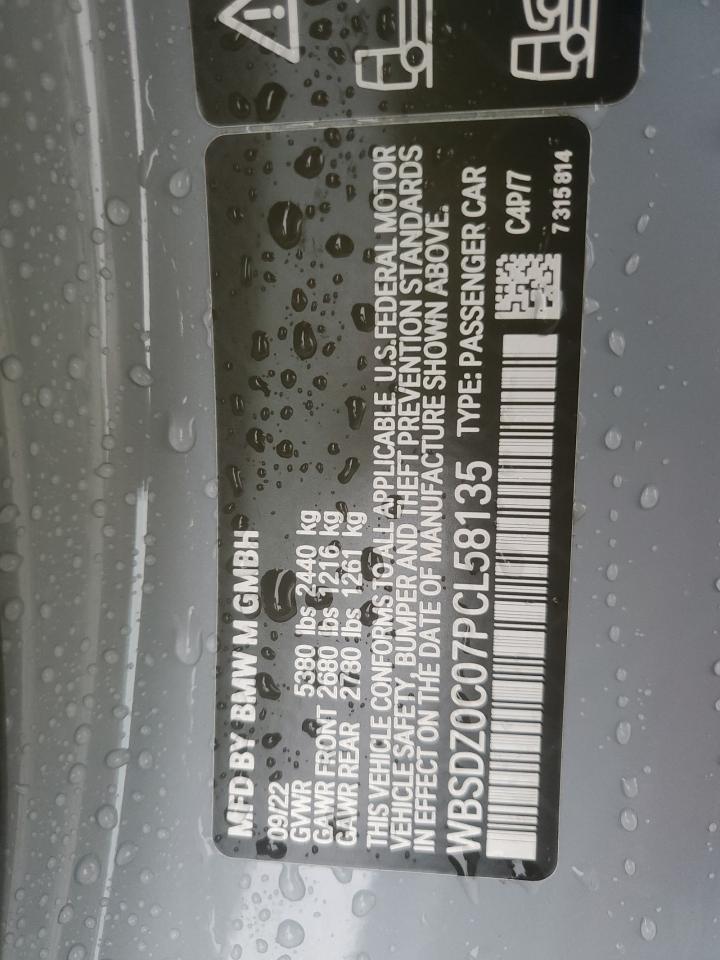 MFD BY BMW M GMBH
09/22
GVWR 5380 lbs 2440 kg
GAWR FRONT 2680 lbs 1216 kg
GAWR REAR 2780 lbs 1261 kg
THIS VEHICLE CONFORMS TO ALL APPLICABLE U.S.FEDERAL MOTOR
VEHICLE SAFETY, BUMPER AND THEFT PREVENTION STANDARDS
IN EFFECT ON THE DATE OF MANUFACTURE SHOWN ABOVE.
WBSDZ0C07PCL58135 TYPE: PASSENGER CAR
C4P/7
7 315 814